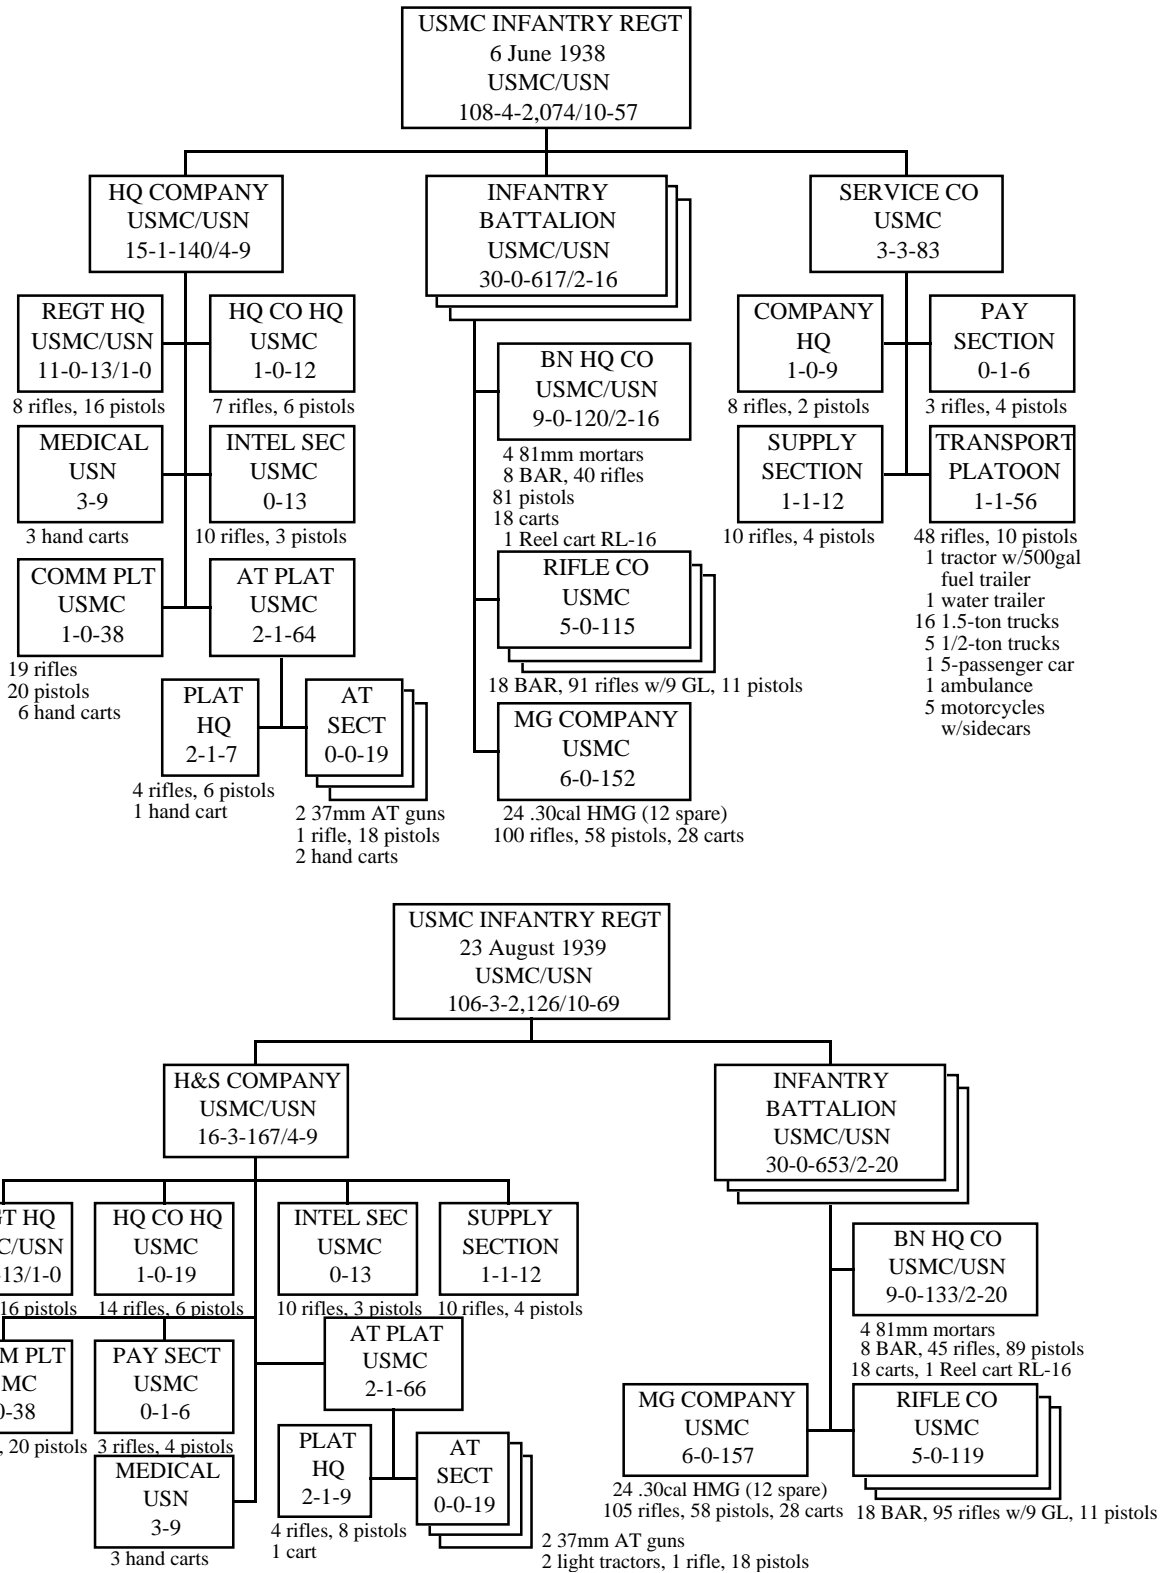 USMC INFANTRY REGT
6 June 1938
USMC/USN
108-4-2,074/10-57
HQ COMPANY
USMC/USN
15-1-140/4-9
INFANTRY
BATTALION
USMC/USN
30-0-617/2-16
SERVICE CO
USMC
3-3-83
REGT HQ
USMC/USN
11-0-13/1-0
8 rifles, 16 pistols
HQ CO HQ
USMC
1-0-12
7 rifles, 6 pistols
MEDICAL
USN
3-9
3 hand carts
INTEL SEC
USMC
0-13
10 rifles, 3 pistols
COMM PLT
USMC
1-0-38
19 rifles
20 pistols
6 hand carts
AT PLAT
USMC
2-1-64
PLAT
HQ
2-1-7
4 rifles, 6 pistols
1 hand cart
AT
SECT
0-0-19
2 37mm AT guns
1 rifle, 18 pistols
2 hand carts
BN HQ CO
USMC/USN
9-0-120/2-16
4 81mm mortars
8 BAR, 40 rifles
81 pistols
18 carts
1 Reel cart RL-16
RIFLE CO
USMC
5-0-115
18 BAR, 91 rifles w/9 GL, 11 pistols
MG COMPANY
USMC
6-0-152
24 .30cal HMG (12 spare)
100 rifles, 58 pistols, 28 carts
COMPANY
HQ
1-0-9
8 rifles, 2 pistols
PAY
SECTION
0-1-6
3 rifles, 4 pistols
SUPPLY
SECTION
1-1-12
10 rifles, 4 pistols
TRANSPORT
PLATOON
1-1-56
48 rifles, 10 pistols
1 tractor w/500gal
fuel trailer
1 water trailer
16 1.5-ton trucks
5 1/2-ton trucks
1 5-passenger car
1 ambulance
5 motorcycles
w/sidecars
USMC INFANTRY REGT
23 August 1939
USMC/USN
106-3-2,126/10-69
H&S COMPANY
USMC/USN
16-3-167/4-9
INFANTRY
BATTALION
USMC/USN
30-0-653/2-20
T HQ
C/USN
13/1-0
16 pistols
HQ CO HQ
USMC
1-0-19
14 rifles, 6 pistols
INTEL SEC
USMC
0-13
10 rifles, 3 pistols
SUPPLY
SECTION
1-1-12
10 rifles, 4 pistols
M PLT
MC
0-38
, 20 pistols
PAY SECT
USMC
0-1-6
3 rifles, 4 pistols
MEDICAL
USN
3-9
3 hand carts
AT PLAT
USMC
2-1-66
PLAT
HQ
2-1-9
4 rifles, 8 pistols
1 cart
AT
SECT
0-0-19
2 37mm AT guns
2 light tractors, 1 rifle, 18 pistols
BN HQ CO
USMC/USN
9-0-133/2-20
4 81mm mortars
8 BAR, 45 rifles, 89 pistols
18 carts, 1 Reel cart RL-16
MG COMPANY
USMC
6-0-157
24 .30cal HMG (12 spare)
105 rifles, 58 pistols, 28 carts
RIFLE CO
USMC
5-0-119
18 BAR, 95 rifles w/9 GL, 11 pistols